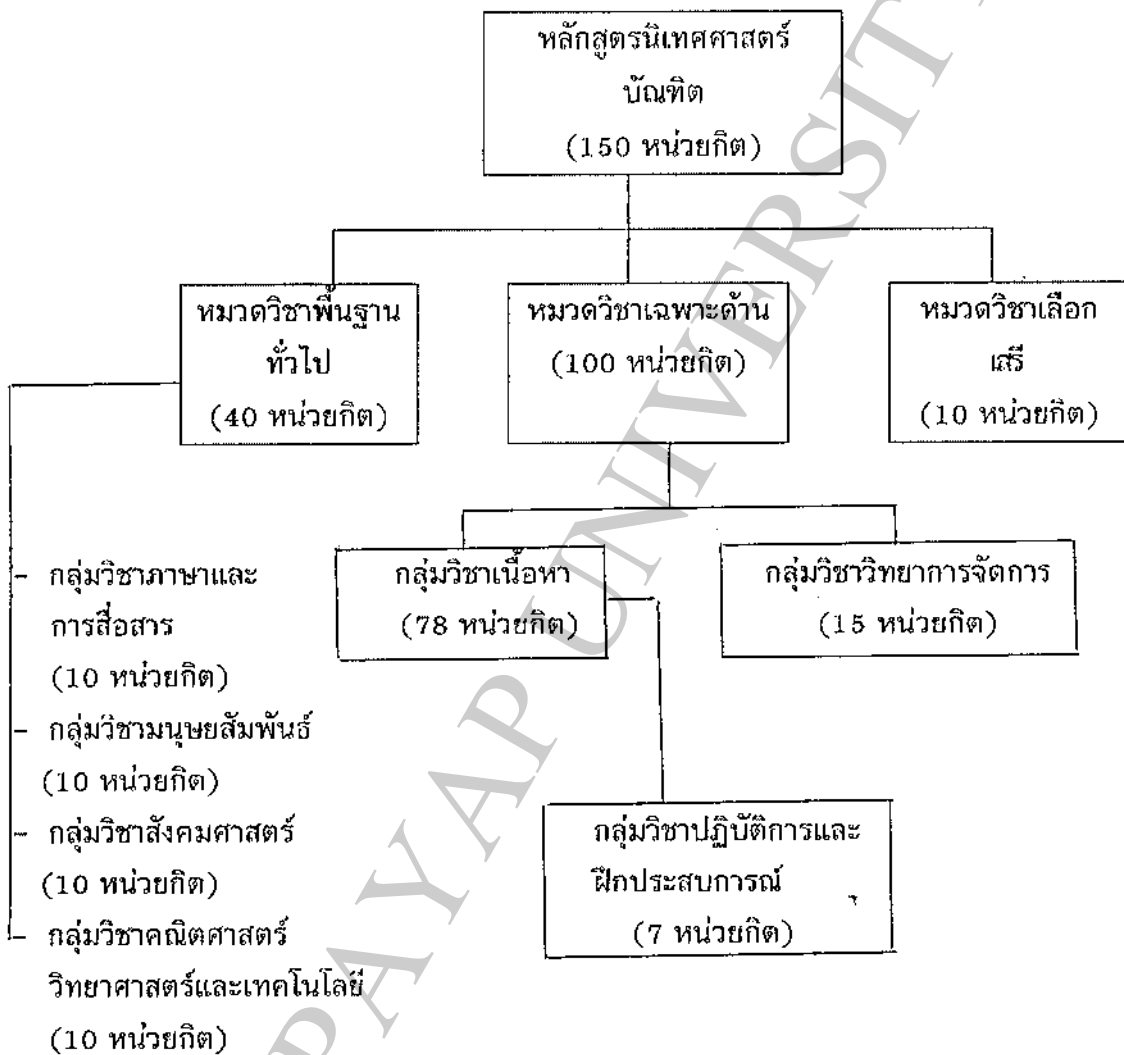 หลักสูตรนิเทศศาสตร์
บัณฑิต
(150 หน่วยกิต)
หมวดวิชาพื้นฐาน
ทั่วไป
(40 หน่วยกิต)
หมวดวิชาเฉพาะด้าน
(100 หน่วยกิต)
หมวดวิชาเลือก
เสรี
(10 หน่วยกิต)
- กลุ่มวิชาภาษาและ
การสื่อสาร
(10 หน่วยกิต)
- กลุ่มวิชามนุษยสัมพันธ์
(10 หน่วยกิต)
- กลุ่มวิชาสังคมศาสตร์
(10 หน่วยกิต)
- กลุ่มวิชาคณิตศาสตร์
วิทยาศาสตร์และเทคโนโลยี
(10 หน่วยกิต)
กลุ่มวิชาเนื้อหา
(78 หน่วยกิต)
กลุ่มวิชาวิทยาการจัดการ
(15 หน่วยกิต)
กลุ่มวิชาปฏิบัติการและ
ฝึกประสบการณ์
(7 หน่วยกิต)
PAYAP UNIVERSIT